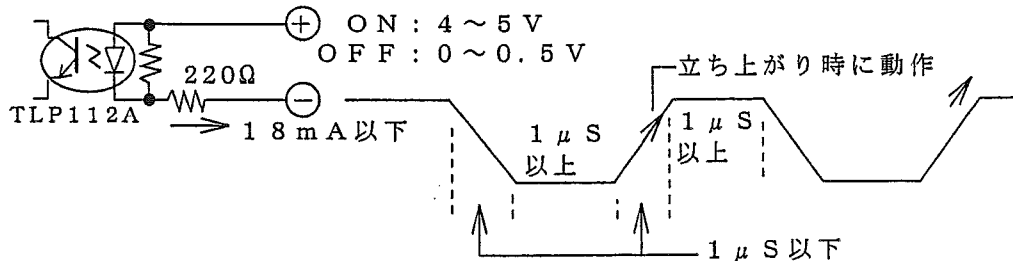 ON：4～5V
OFF：0～0.5V
220Ω
TLP112A
18mA以下
立ち上がり時に動作
1μS
以上
1μS
以上
1μS以下